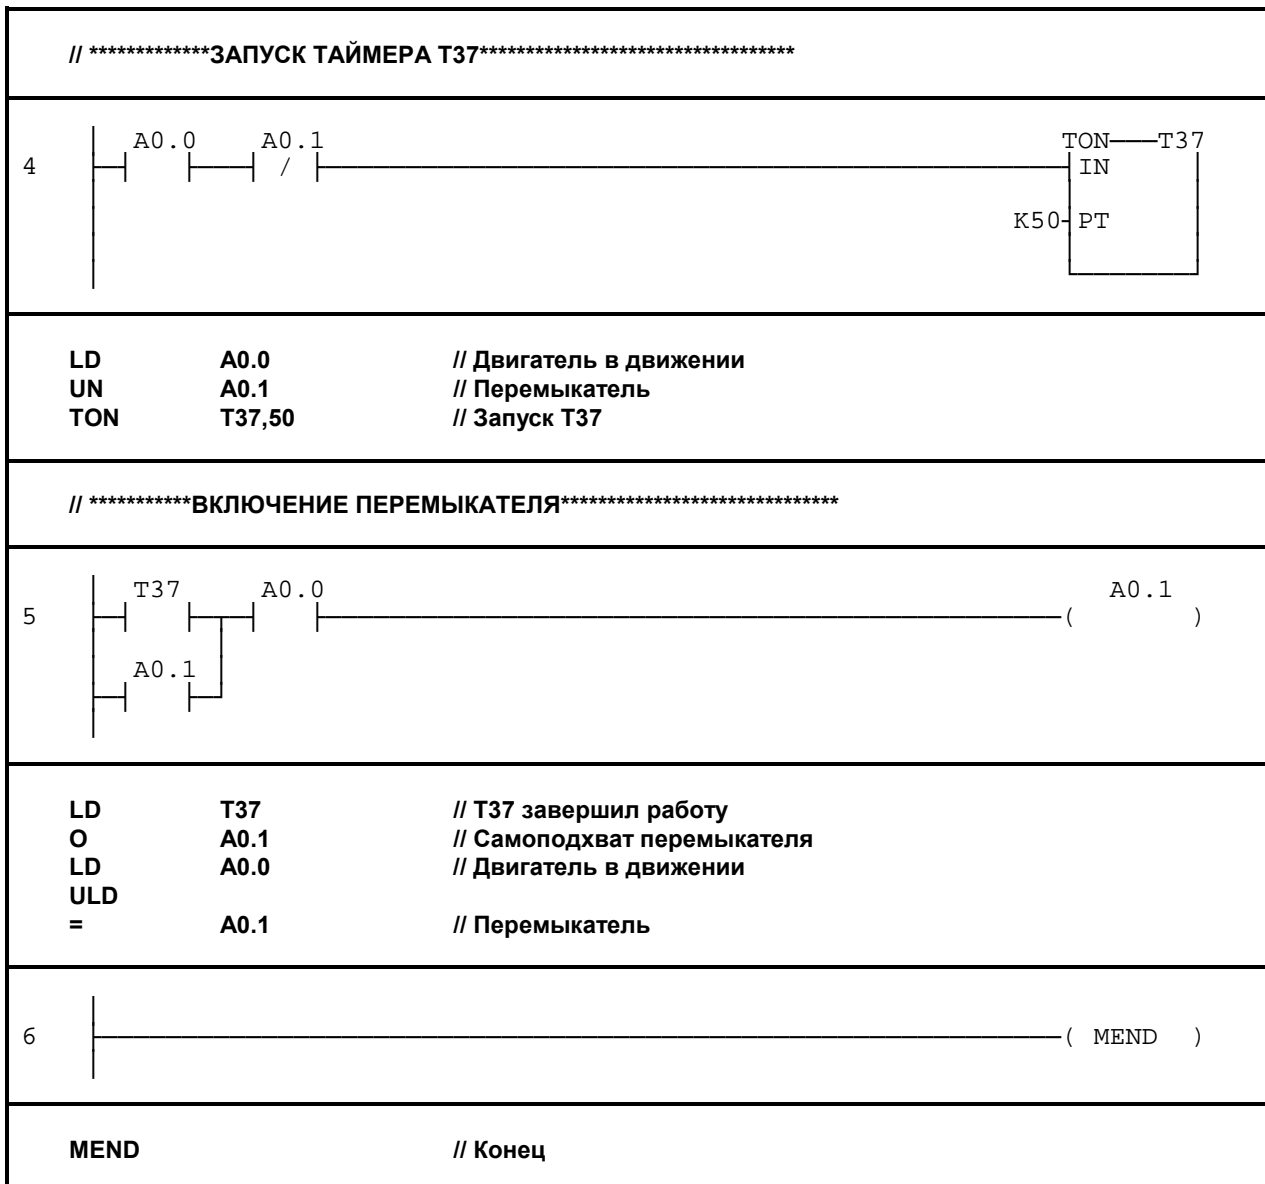 // *************ЗАПУСК ТАЙМЕРА T37**********************************
A0.0 A0.1 TON T37
4 / IN
K50 PT
LD A0.0 // Двигатель в движении
UN A0.1 // Перемыкатель
TON T37,50 // Запуск T37
// ***********ВКЛЮЧЕНИЕ ПЕРЕМЫКАТЕЛЯ******************************
T37 A0.0 A0.1
5 ( )
A0.1
LD T37 // T37 завершил работу
O A0.1 // Самоподхват перемыкателя
LD A0.0 // Двигатель в движении
ULD
= A0.1 // Перемыкатель
6 ( MEND )
MEND // Конец